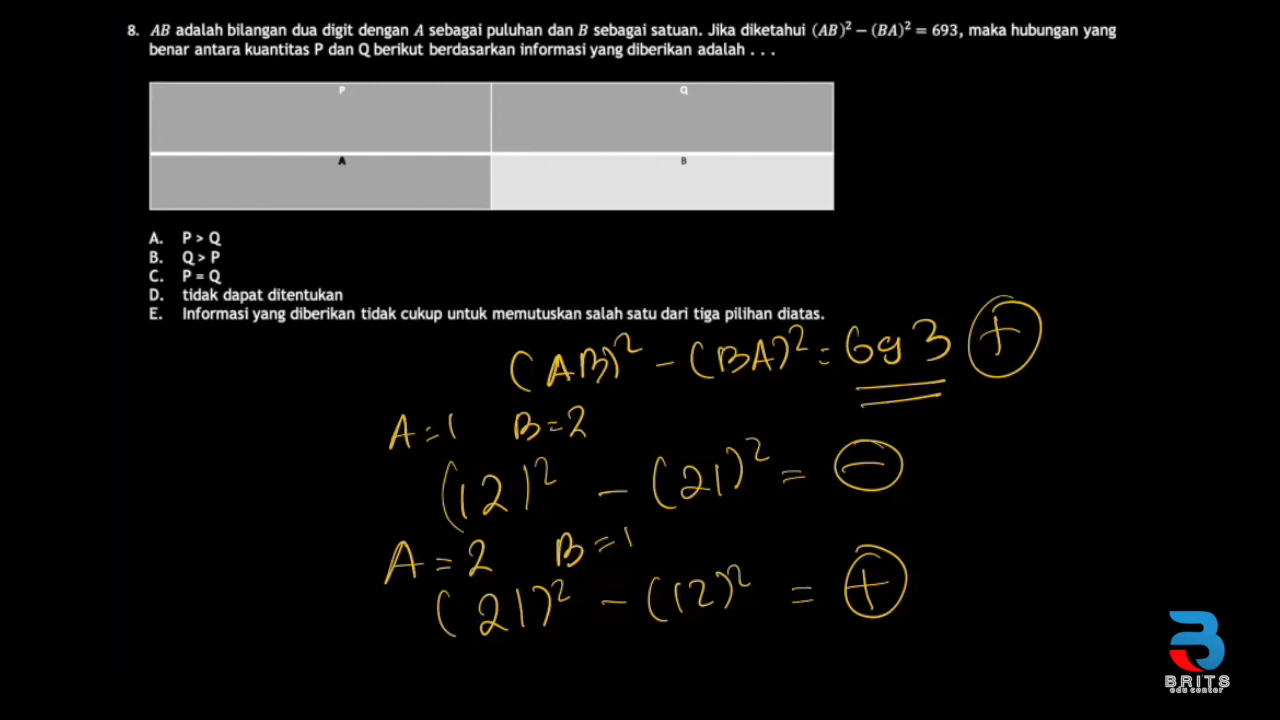 8. AB adalah bilangan dua digit dengan A sebagai puluhan dan B sebagai satuan. Jika diketahui (AB)² − (BA)² = 693, maka hubungan yang
benar antara kuantitas P dan Q berikut berdasarkan informasi yang diberikan adalah . . .
P Q
A B
A. P > Q
B. Q > P
C. P = Q
D. tidak dapat ditentukan
E. Informasi yang diberikan tidak cukup untuk memutuskan salah satu dari tiga pilihan diatas.
(AB)² − (BA)² = 693 +
A=1 B=2
(12)² − (21)² = −
A=2 B=1
(21)² − (12)² = +
BRITS
edu center